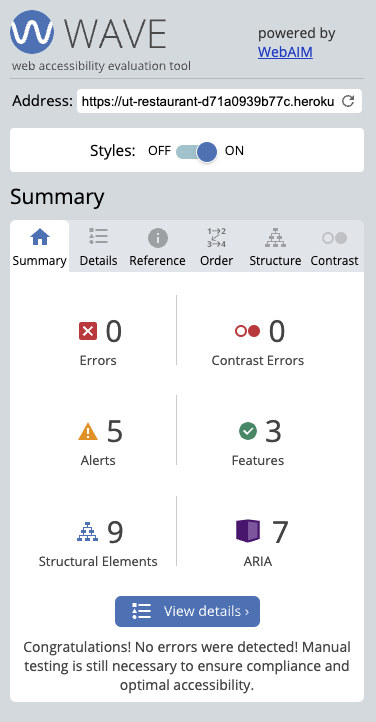 WAVE
web accessibility evaluation tool
powered by
WebAIM
Address: https://ut-restaurant-d71a0939b77c.heroku
Styles: OFF ON
Summary
Summary Details Reference Order Structure Contrast
0 0
Errors Contrast Errors
5 3
Alerts Features
9 7
Structural Elements ARIA
View details ›
Congratulations! No errors were detected! Manual
testing is still necessary to ensure compliance and
optimal accessibility.